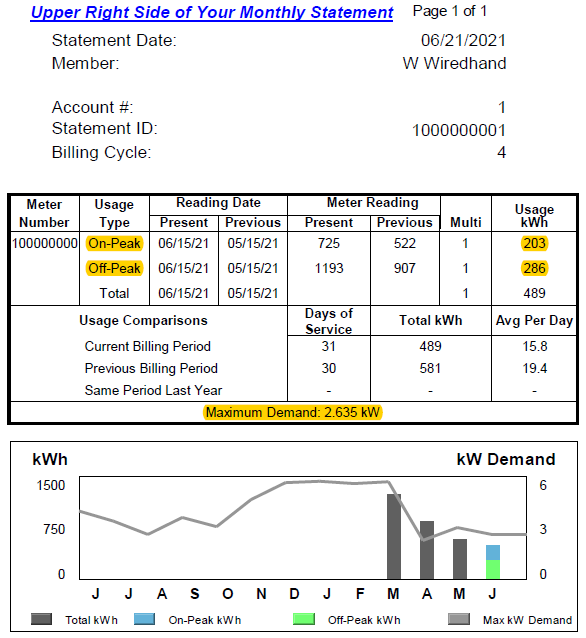 Upper Right Side of Your Monthly Statement Page 1 of 1
Statement Date: 06/21/2021
Member: W Wiredhand
Account #: 1
Statement ID: 1000000001
Billing Cycle: 4
Meter Number Usage Type Reading Date Meter Reading Multi Usage kWh
Present Previous Present Previous
100000000 On-Peak 06/15/21 05/15/21 725 522 1 203
Off-Peak 06/15/21 05/15/21 1193 907 1 286
Total 06/15/21 05/15/21 1 489
Usage Comparisons Days of Service Total kWh Avg Per Day
Current Billing Period 31 489 15.8
Previous Billing Period 30 581 19.4
Same Period Last Year - - -
Maximum Demand: 2.635 kW
kWh kW Demand
1500 6
750 3
0 0
J J A S O N D J F M A M J
Total kWh On-Peak kWh Off-Peak kWh Max kW Demand